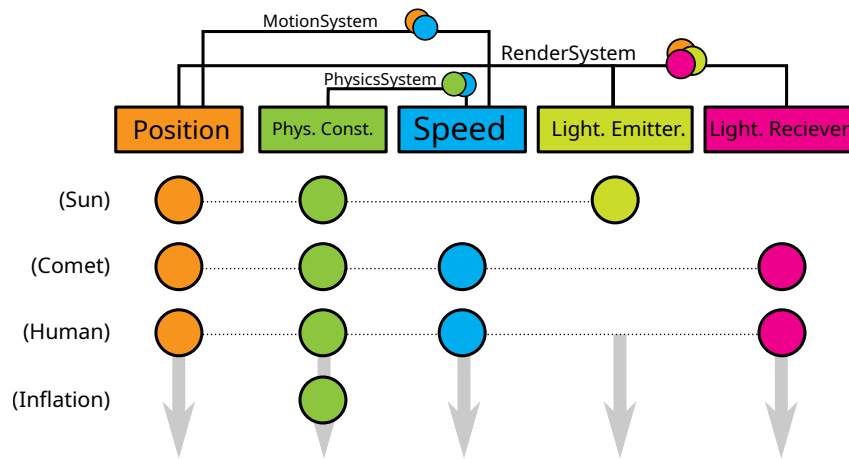 MotionSystem
RenderSystem
PhysicsSystem
Position
Phys. Const.
Speed
Light. Emitter.
Light. Reciever
(Sun)
(Comet)
(Human)
(Inflation)